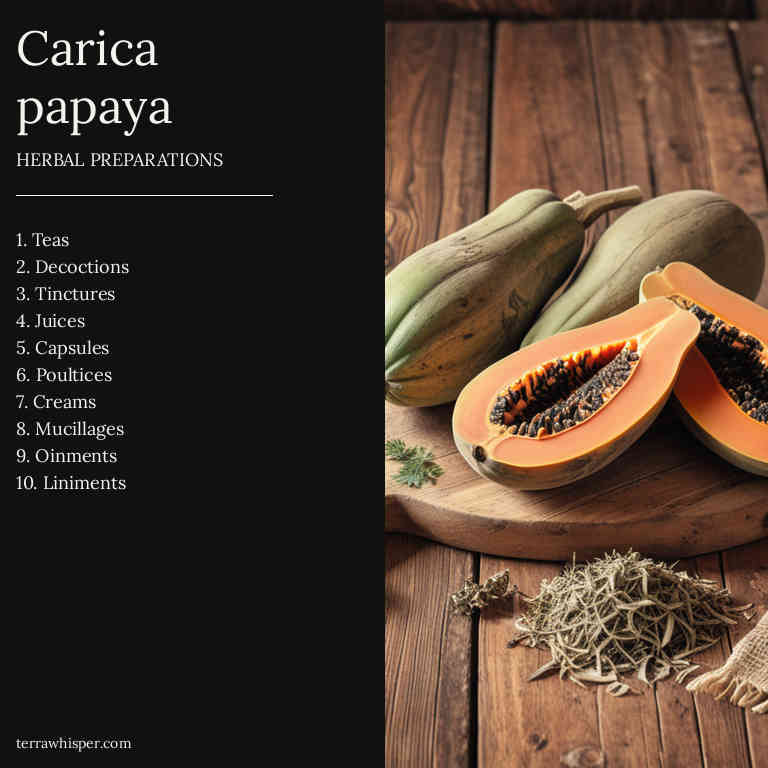 Carica
papaya
HERBAL PREPARATIONS
1. Teas
2. Decoctions
3. Tinctures
4. Juices
5. Capsules
6. Poultices
7. Creams
8. Mucillages
9. Oinments
10. Liniments
terrawhisper.com